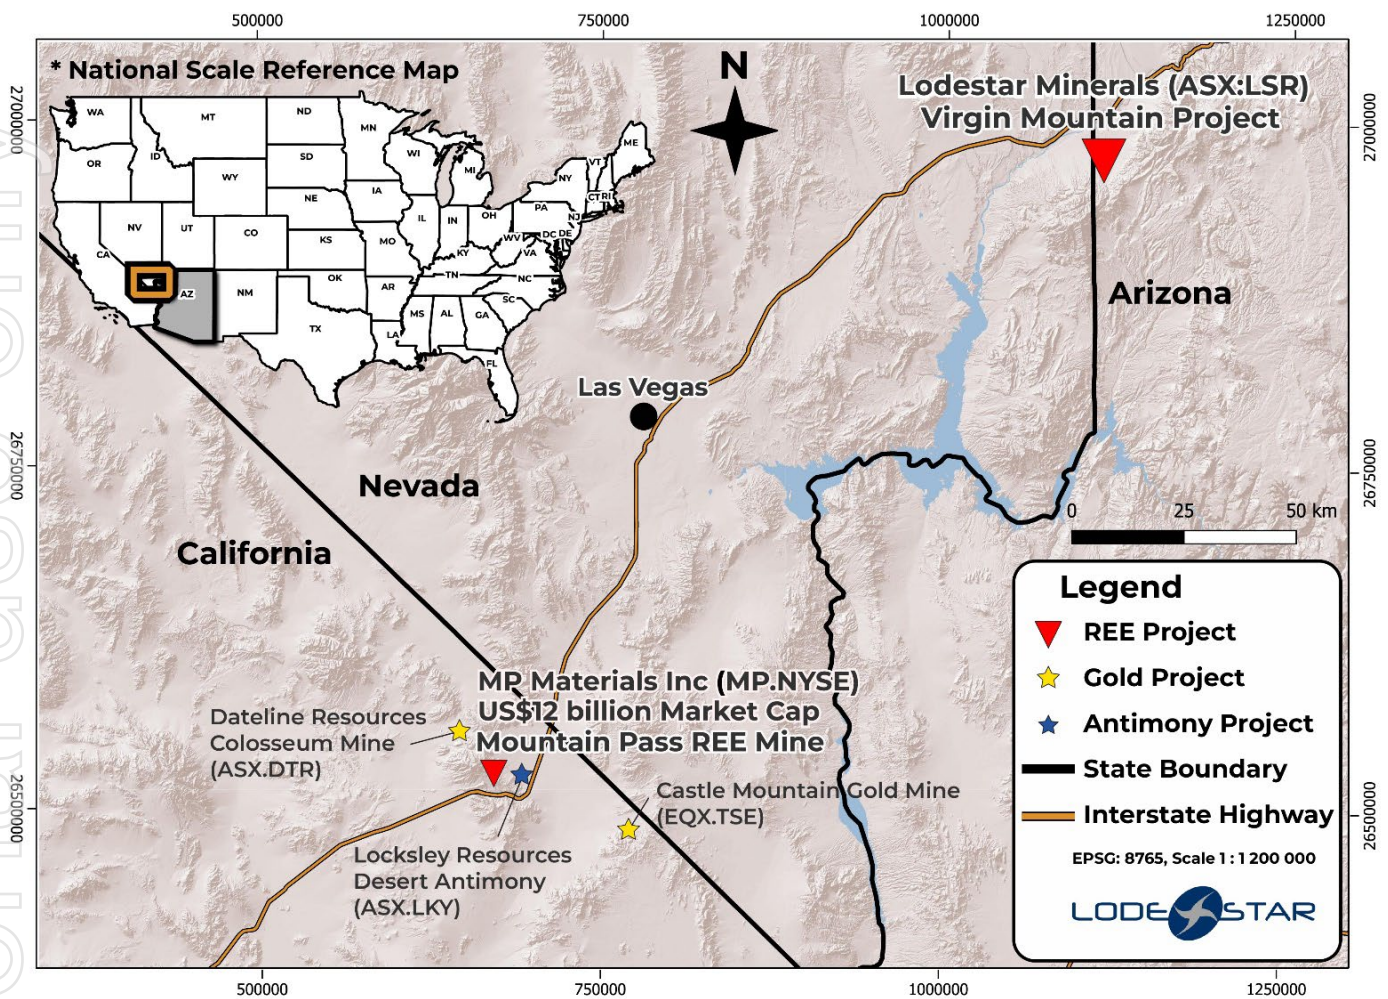 500000
750000
1000000
1250000
* National Scale Reference Map
N
Lodestar Minerals (ASX:LSR)
Virgin Mountain Project
2700000
2700000
WA
MT
ND
MN
ME
OR
ID
SD
WI
MI
VT
NY
WY
IA
NE
CT RI
PA
NJ
NV
UT
CO
IL
IN
OH
KS
MO
WV
DC DE
KY
VA
CA
AZ
NM
OK
AR
TN
NC
SC
TX
MS
AL
GA
LA
FL
Arizona
Las Vegas
2675000
2675000
Nevada
California
0 25 50 km
Legend
REE Project
Gold Project
Antimony Project
State Boundary
Interstate Highway
EPSG: 8765, Scale 1 : 1 200 000
LODESTAR
MP Materials Inc (MP.NYSE)
US$12 billion Market Cap
Mountain Pass REE Mine
Dateline Resources
Colosseum Mine
(ASX.DTR)
Castle Mountain Gold Mine
(EQX.TSE)
Locksley Resources
Desert Antimony
(ASX.LKY)
2650000
2650000
500000
750000
1000000
1250000